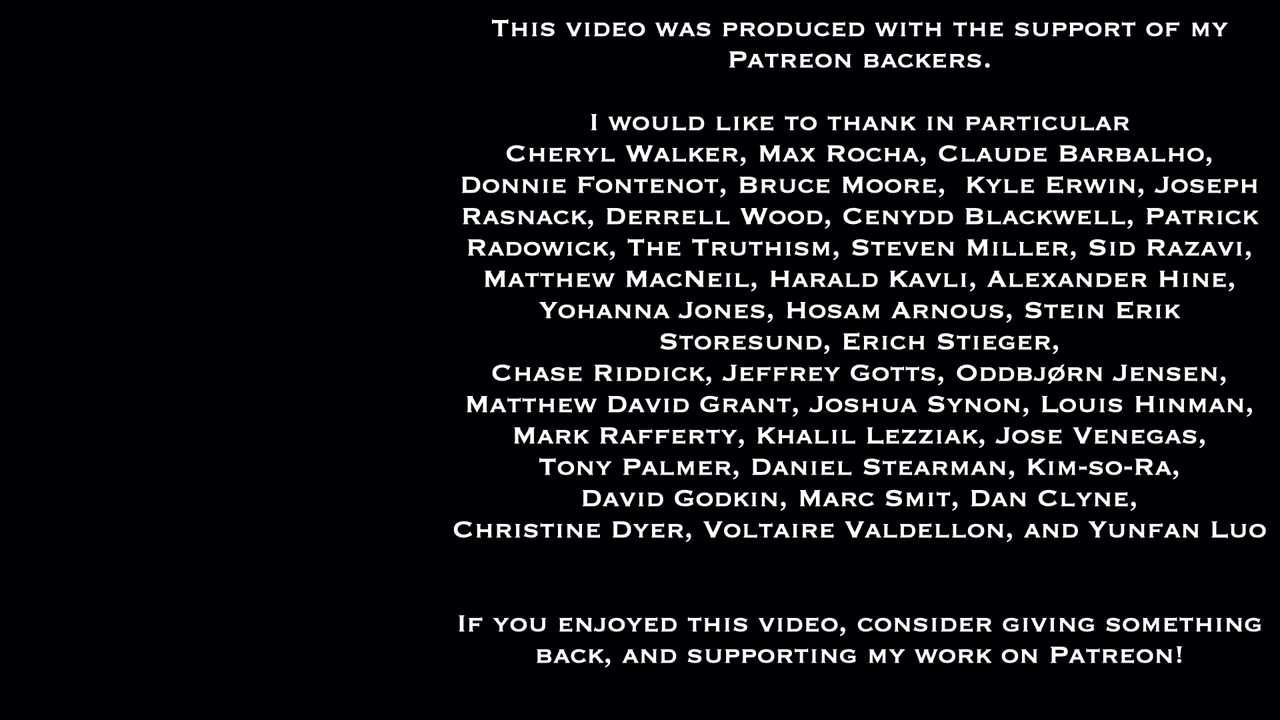 This video was produced with the support of my
Patreon backers.
I would like to thank in particular
Cheryl Walker, Max Rocha, Claude Barbalho,
Donnie Fontenot, Bruce Moore,  Kyle Erwin, Joseph
Rasnack, Derrell Wood, Cenydd Blackwell, Patrick
Radowick, The Truthism, Steven Miller, Sid Razavi,
Matthew MacNeil, Harald Kavli, Alexander Hine,
Yohanna Jones, Hosam Arnous, Stein Erik
Storesund, Erich Stieger,
Chase Riddick, Jeffrey Gotts, Oddbjørn Jensen,
Matthew David Grant, Joshua Synon, Louis Hinman,
Mark Rafferty, Khalil Lezziak, Jose Venegas,
Tony Palmer, Daniel Stearman, Kim-so-Ra,
David Godkin, Marc Smit, Dan Clyne,
Christine Dyer, Voltaire Valdellon, and Yunfan Luo
If you enjoyed this video, consider giving something
back, and supporting my work on Patreon!